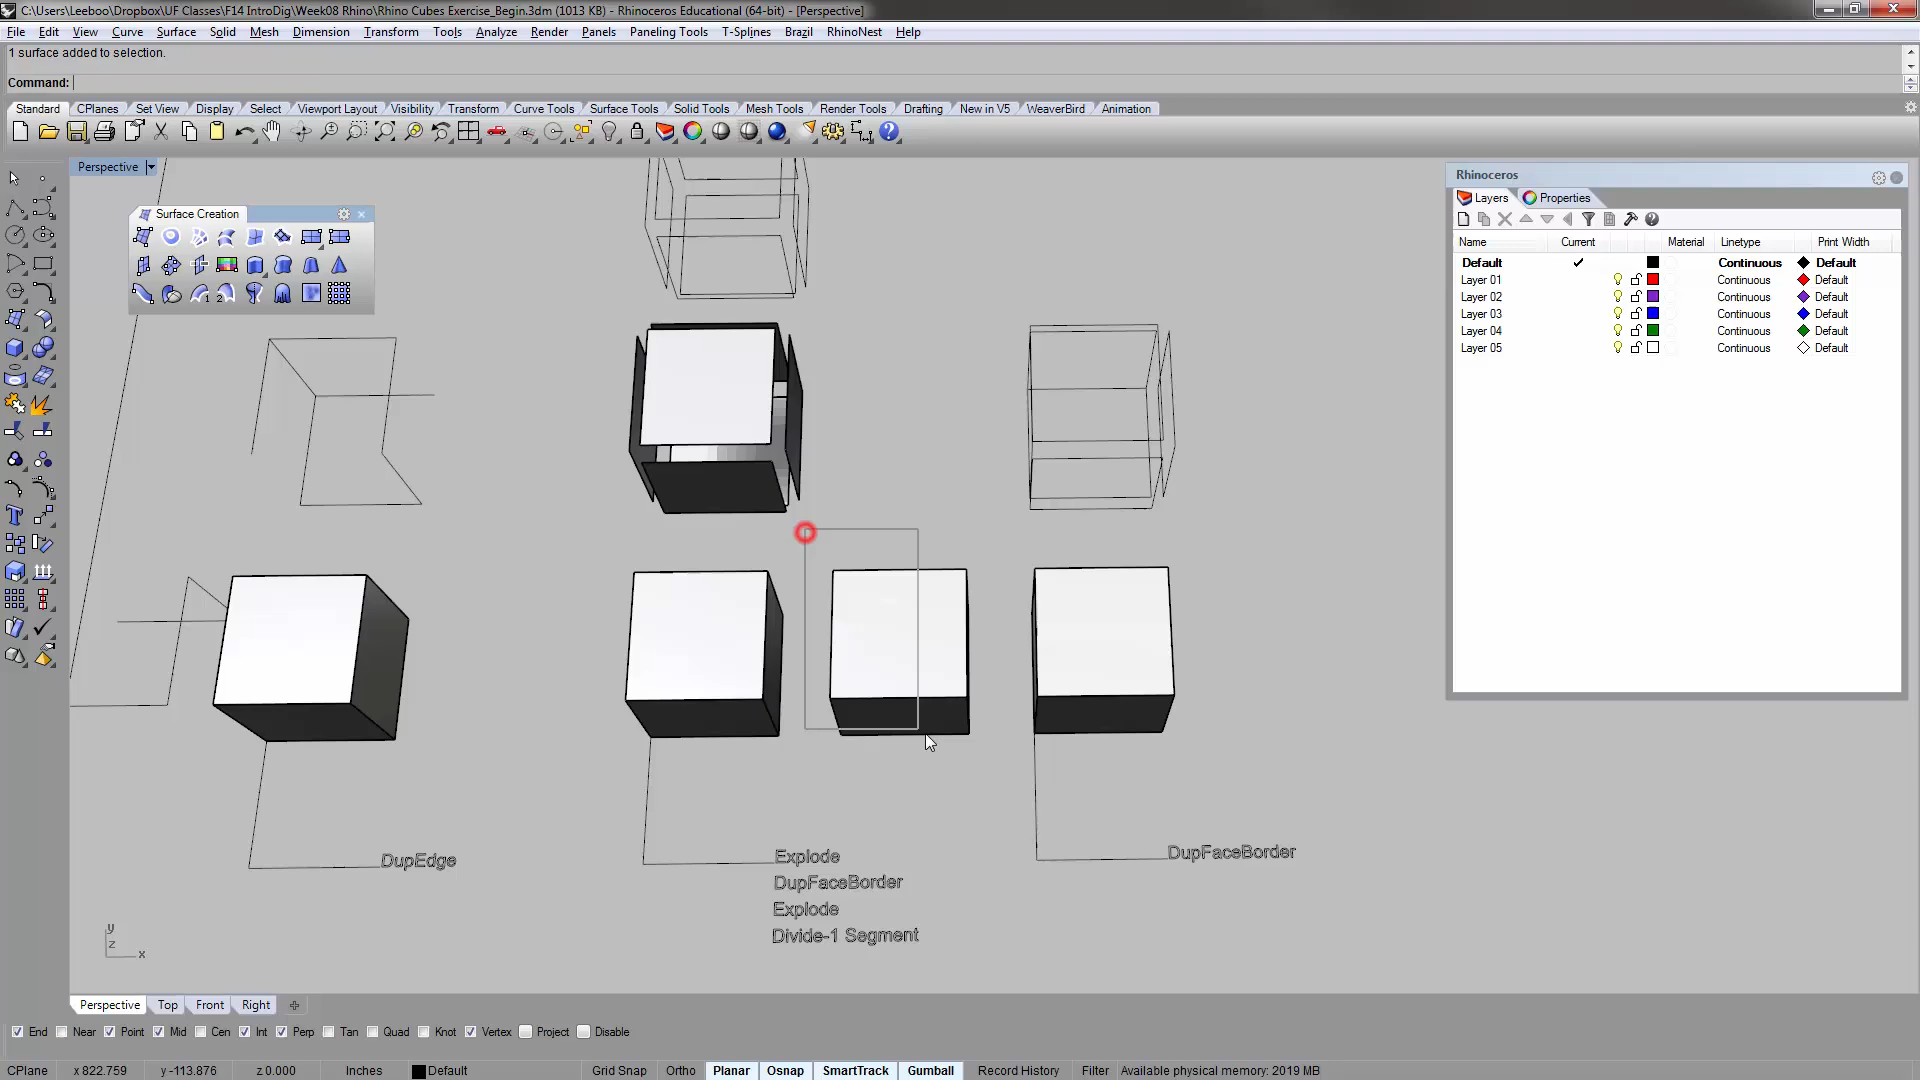 C:\Users\Leeboo\Dropbox\UF Classes\F14 IntroDig\Week08 Rhino\Rhino Cubes Exercise_Begin.3dm (1013 KB) - Rhinoceros Educational (64-bit) - [Perspective]
File Edit View Curve Surface Solid Mesh Dimension Transform Tools Analyze Render Panels Paneling Tools T-Splines Brazil RhinoNest Help
1 surface added to selection.
Command:
Standard CPlanes Set View Display Select Viewport Layout Visibility Transform Curve Tools Surface Tools Solid Tools Mesh Tools Render Tools Drafting New in V5 WeaverBird Animation
Perspective
Rhinoceros
Layers Properties
Surface Creation
Name Current Material Linetype Print Width
Default Continuous Default
Layer 01 Continuous Default
Layer 02 Continuous Default
Layer 03 Continuous Default
Layer 04 Continuous Default
Layer 05 Continuous Default
DupEdge
Explode
DupFaceBorder
Explode
Divide-1 Segment
DupFaceBorder
y
z
x
Perspective Top Front Right
End Near Point Mid Cen Int Perp Tan Quad Knot Vertex Project Disable
CPlane x 822.759 y -113.876 z 0.000 Inches Default Grid Snap Ortho Planar Osnap SmartTrack Gumball Record History Filter Available physical memory: 2019 MB